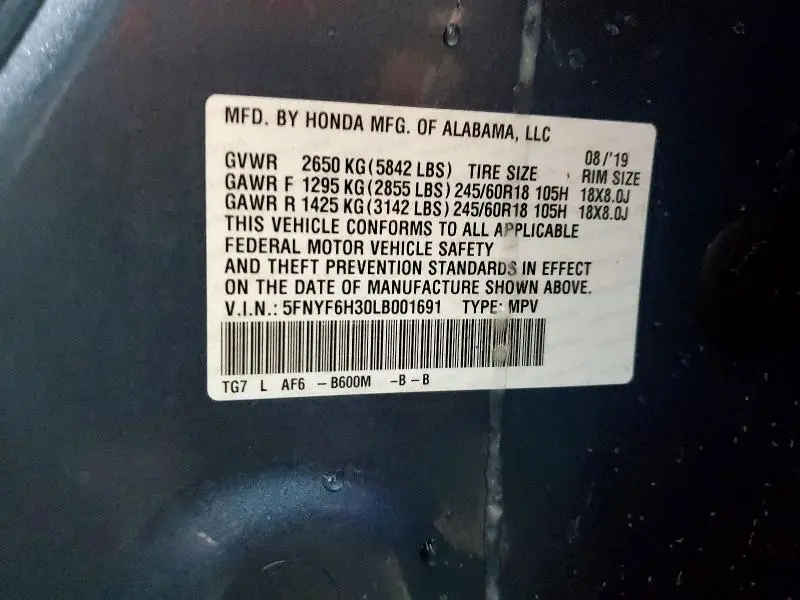 MFD. BY HONDA MFG. OF ALABAMA, LLC
08/'19
GVWR 2650 KG(5842 LBS) TIRE SIZE RIM SIZE
GAWR F 1295 KG(2855 LBS) 245/60R18 105H 18X8.0J
GAWR R 1425 KG(3142 LBS) 245/60R18 105H 18X8.0J
THIS VEHICLE CONFORMS TO ALL APPLICABLE
FEDERAL MOTOR VEHICLE SAFETY
AND THEFT PREVENTION STANDARDS IN EFFECT
ON THE DATE OF MANUFACTURE SHOWN ABOVE.
V.I.N.: 5FNYF6H30LB001691 TYPE: MPV
TG7 L AF6 -B600M -B-B